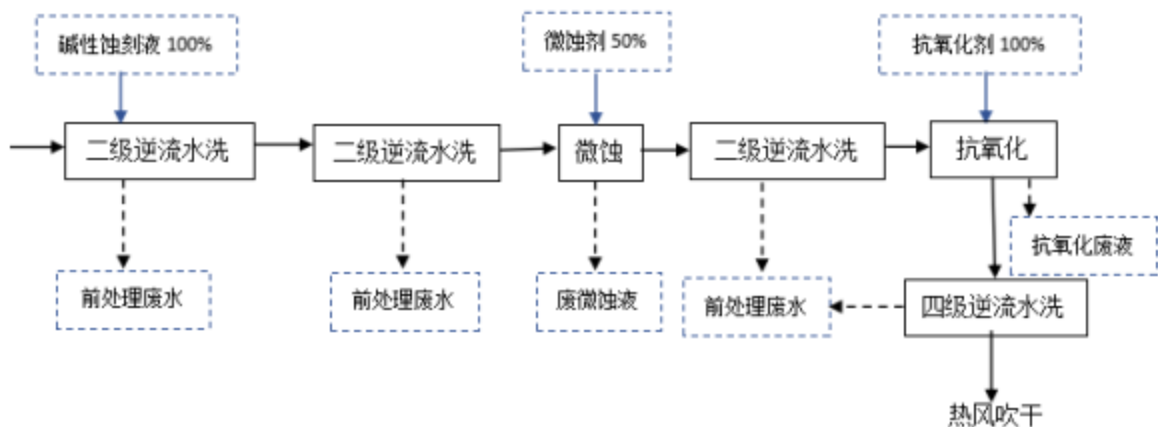 碱性蚀刻液 100%
微蚀剂 50%
抗氧化剂 100%
二级逆流水洗
二级逆流水洗
微蚀
二级逆流水洗
抗氧化
抗氧化废液
前处理废水
前处理废水
废微蚀液
前处理废水
四级逆流水洗
热风吹干